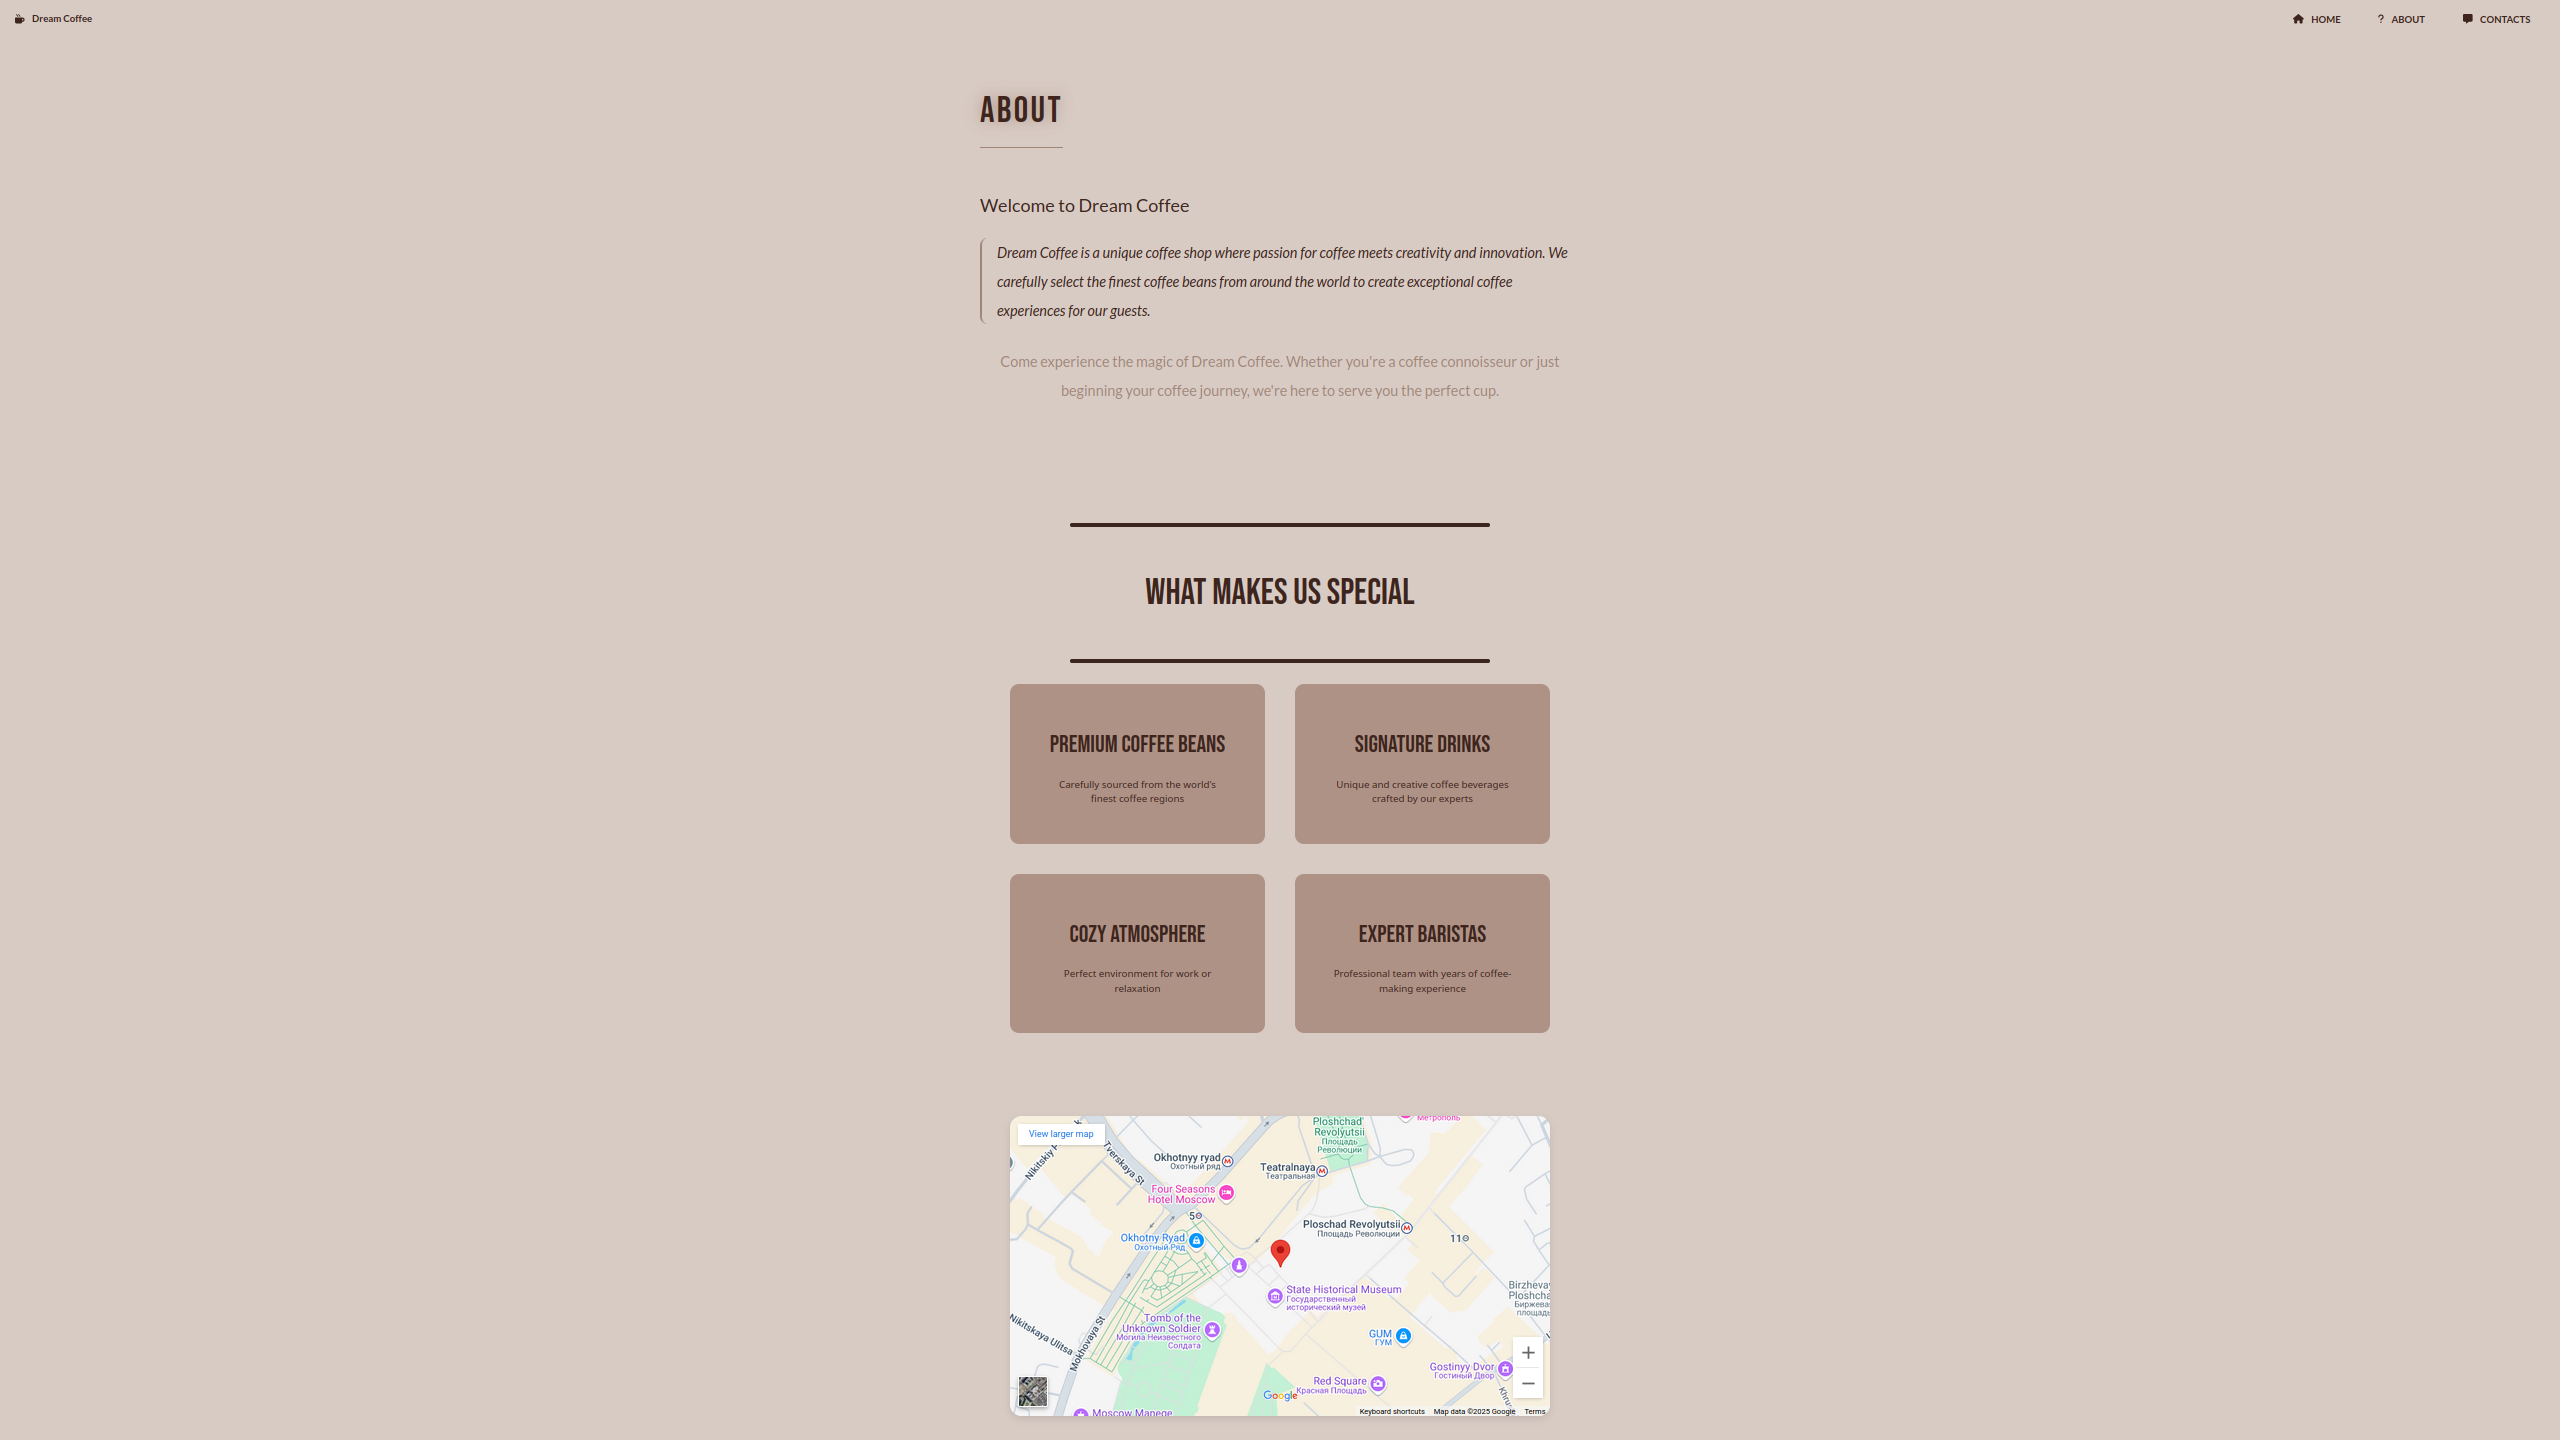 Dream Coffee
HOME
? ABOUT
CONTACTS
ABOUT
Welcome to Dream Coffee
Dream Coffee is a unique coffee shop where passion for coffee meets creativity and innovation. We
carefully select the finest coffee beans from around the world to create exceptional coffee
experiences for our guests.
Come experience the magic of Dream Coffee. Whether you're a coffee connoisseur or just
beginning your coffee journey, we're here to serve you the perfect cup.
WHAT MAKES US SPECIAL
PREMIUM COFFEE BEANS
Carefully sourced from the world's
finest coffee regions
SIGNATURE DRINKS
Unique and creative coffee beverages
crafted by our experts
COZY ATMOSPHERE
Perfect environment for work or
relaxation
EXPERT BARISTAS
Professional team with years of coffee-
making experience
View larger map
Метрополь
Ploshchad'
Revolyutsii
Площадь
Революции
Nikitskiy
Tverskaya St
Okhotnyy ryad
Охотный ряд
Teatralnaya
Театральная
Four Seasons
Hotel Moscow
5
Ploschad Revolyutsii
Площадь Революции
Okhotny Ryad
Охотный Ряд
11
State Historical Museum
Государственный
исторический музей
Birzheva
Ploshcha
Биржева
площадь
Tomb of the
Unknown Soldier
Могила Неизвестного
Солдата
Nikitskaya Ulitsa
Mokhovaya St
GUM
ГУМ
Gostinyy Dvor
Гостиный Двор
Red Square
Красная Площадь
Khru
Google
Moscow Manege
Keyboard shortcuts
Map data ©2025 Google
Terms